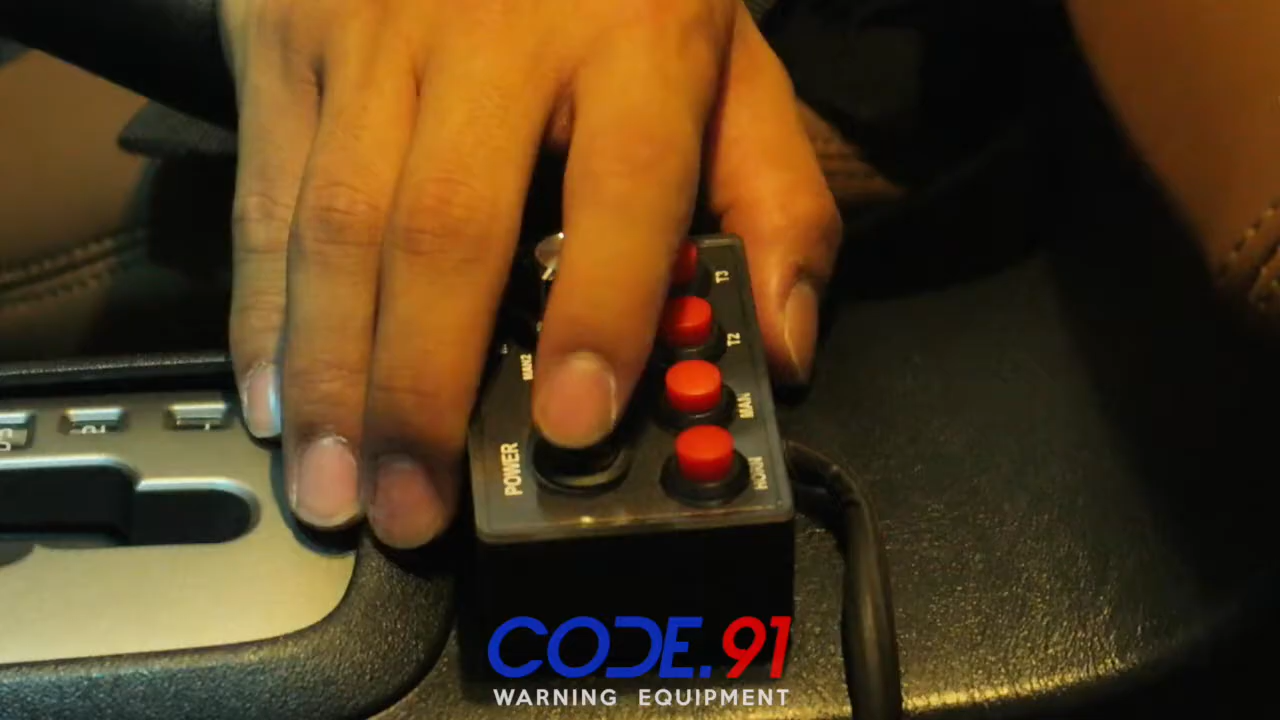 T3
T2
MAN2
MAN
POWER
HORN
CODE.91
WARNING EQUIPMENT